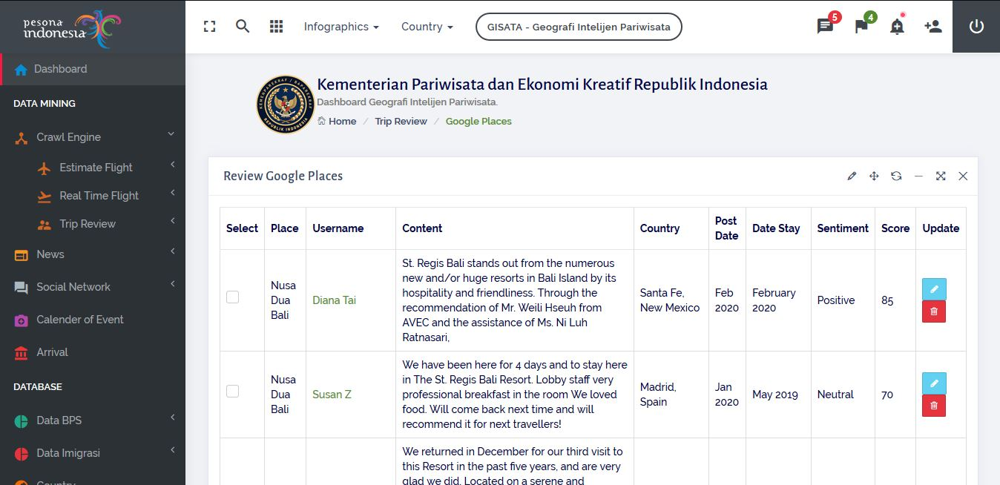 pesona
indonesia
Infographics
Country
GISATA - Geografi Intelijen Pariwisata
5
4
Dashboard
DATA MINING
Crawl Engine
Estimate Flight
Real Time Flight
Trip Review
News
Social Network
Calender of Event
Arrival
DATABASE
Data BPS
Data Imigrasi
Country
KEMENPAREKRAF / BAPAREKRAF
REPUBLIK INDONESIA
Kementerian Pariwisata dan Ekonomi Kreatif Republik Indonesia
Dashboard Geografi Intelijen Pariwisata.
Home / Trip Review / Google Places
Review Google Places
Select Place Username Content Country Post Date Date Stay Sentiment Score Update
Nusa
Dua
Bali
Diana Tai
St. Regis Bali stands out from the numerous
new and/or huge resorts in Bali Island by its
hospitality and friendliness. Through the
recommendation of Mr. Weili Hseuh from
AVEC and the assistance of Ms. Ni Luh
Ratnasari,
Santa Fe,
New Mexico
Feb
2020
February
2020
Positive
85
Nusa
Dua
Bali
Susan Z
We have been here for 4 days and to stay here
in The St. Regis Bali Resort. Lobby staff very
professional breakfast in the room We loved
food. Will come back next time and will
recommend it for next travellers!
Madrid,
Spain
Jan
2020
May 2019
Neutral
70
We returned in December for our third visit to
this Resort in the past five years, and are very
glad we did. Located on a serene and